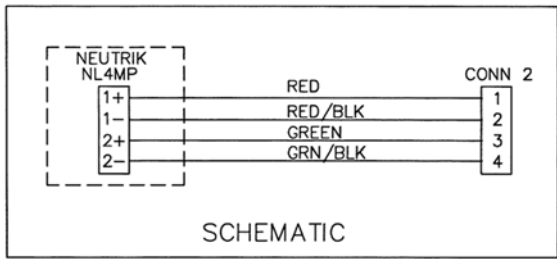 NEUTRIK
NL4MP
CONN 2
1+ RED 1
1- RED/BLK 2
2+ GREEN 3
2- GRN/BLK 4
SCHEMATIC